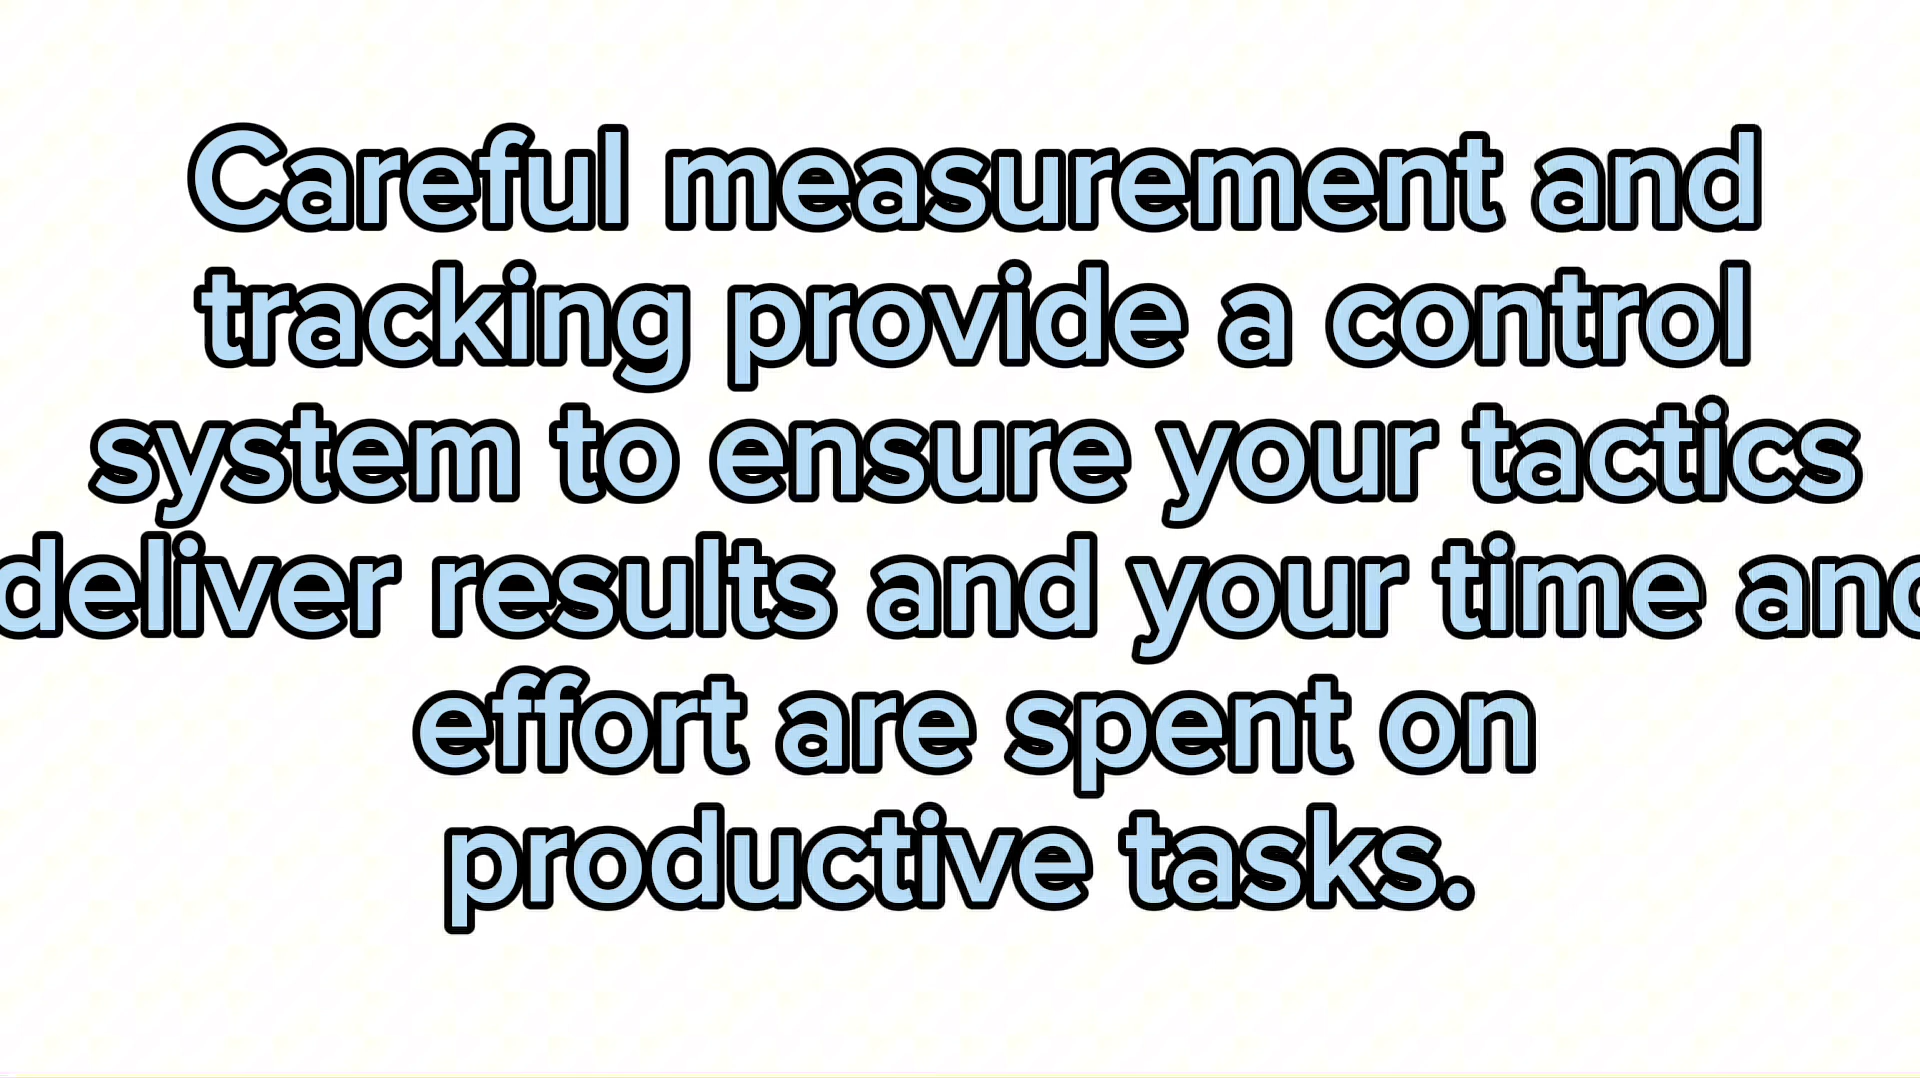 Careful measurement and
tracking provide a control
system to ensure your tactics
deliver results and your time and
effort are spent on
productive tasks.